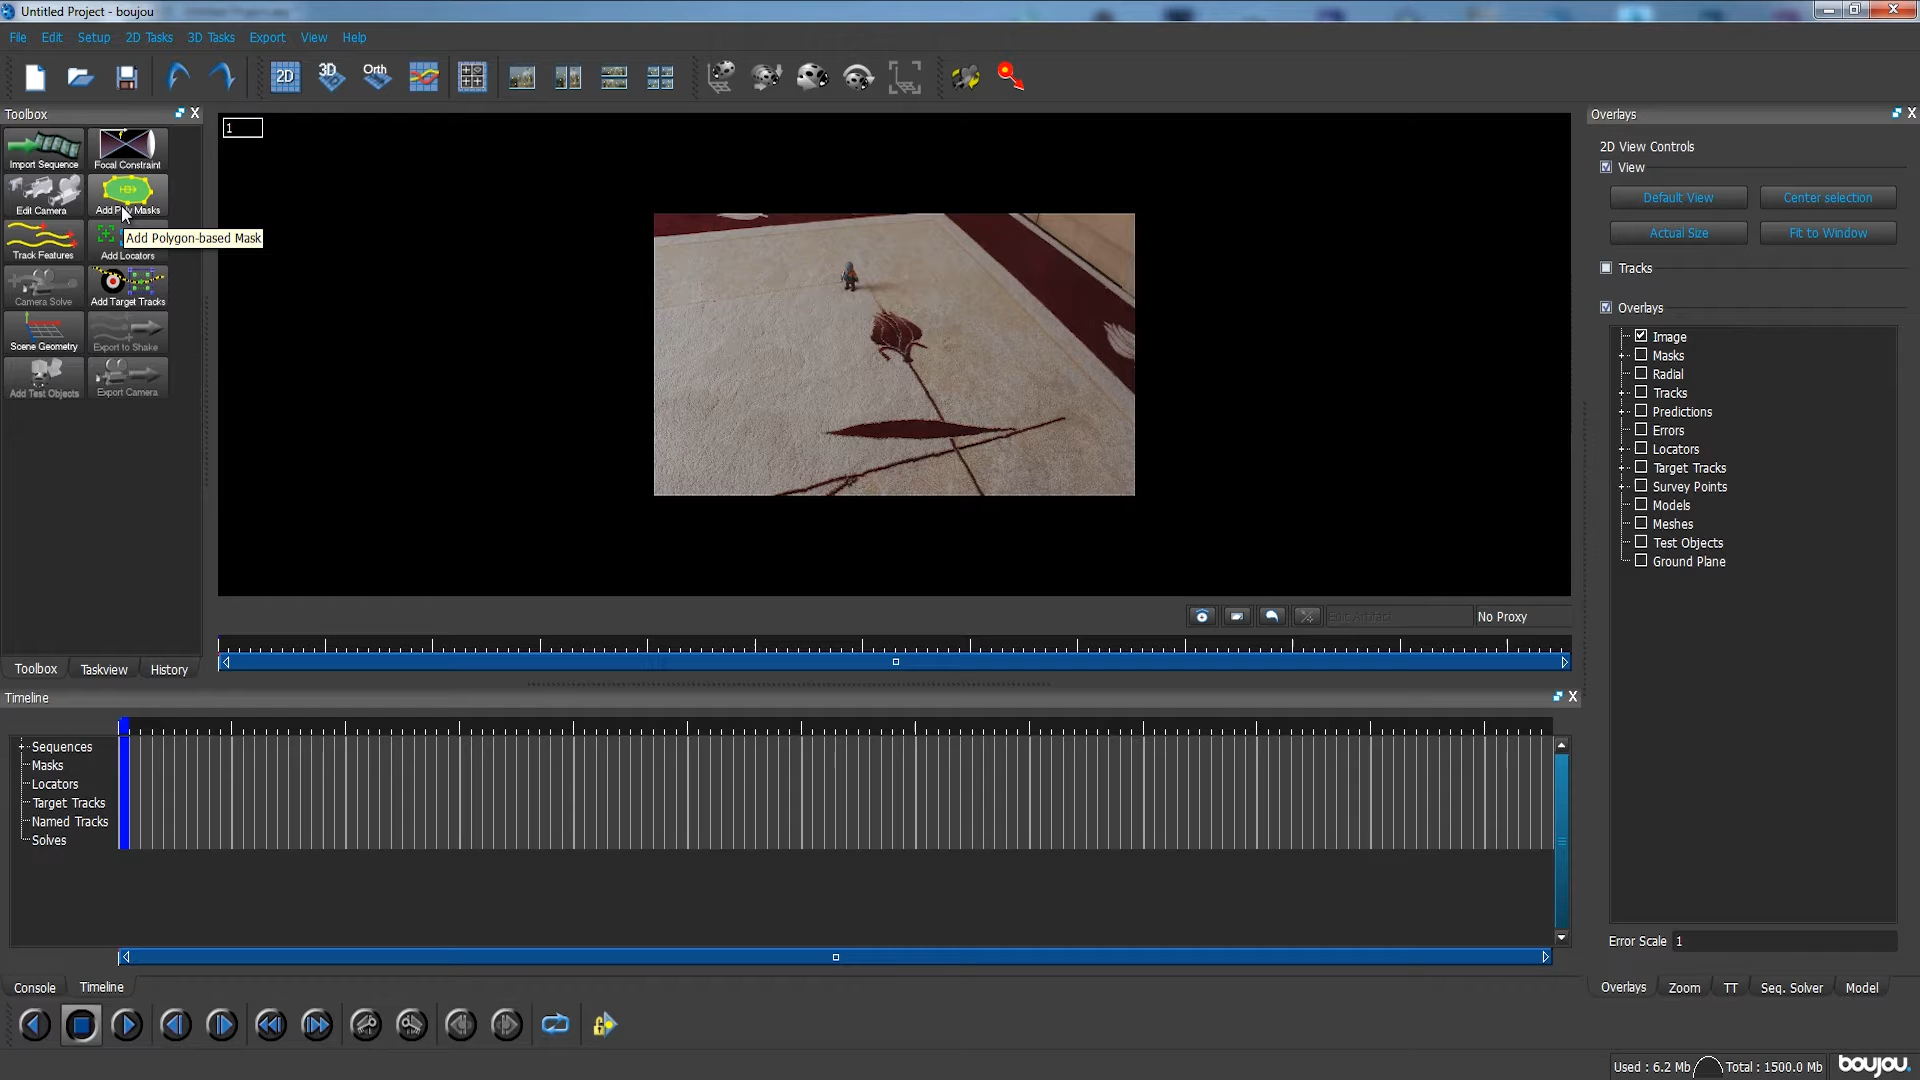 Untitled Project - boujou
File Edit Setup 2D Tasks 3D Tasks Export View Help
2D 3D Orth
Toolbox
Import Sequence Focal Constraint
Edit Camera Add Poly Masks
Add Polygon-based Mask
Track Features Add Locators
Camera Solve Add Target Tracks
Scene Geometry Export to Shake
Add Test Objects Export Camera
Toolbox Taskview History
1
No Proxy
Timeline
Sequences
Masks
Locators
Target Tracks
Named Tracks
Solves
Console Timeline
Overlays
2D View Controls
View
Default View Center selection
Actual Size Fit to Window
Tracks
Overlays
Image
Masks
Radial
Tracks
Predictions
Errors
Locators
Target Tracks
Survey Points
Models
Meshes
Test Objects
Ground Plane
Error Scale 1
Overlays Zoom TT Seq. Solver Model
Used : 6.2 Mb Total : 1500.0 Mb boujou